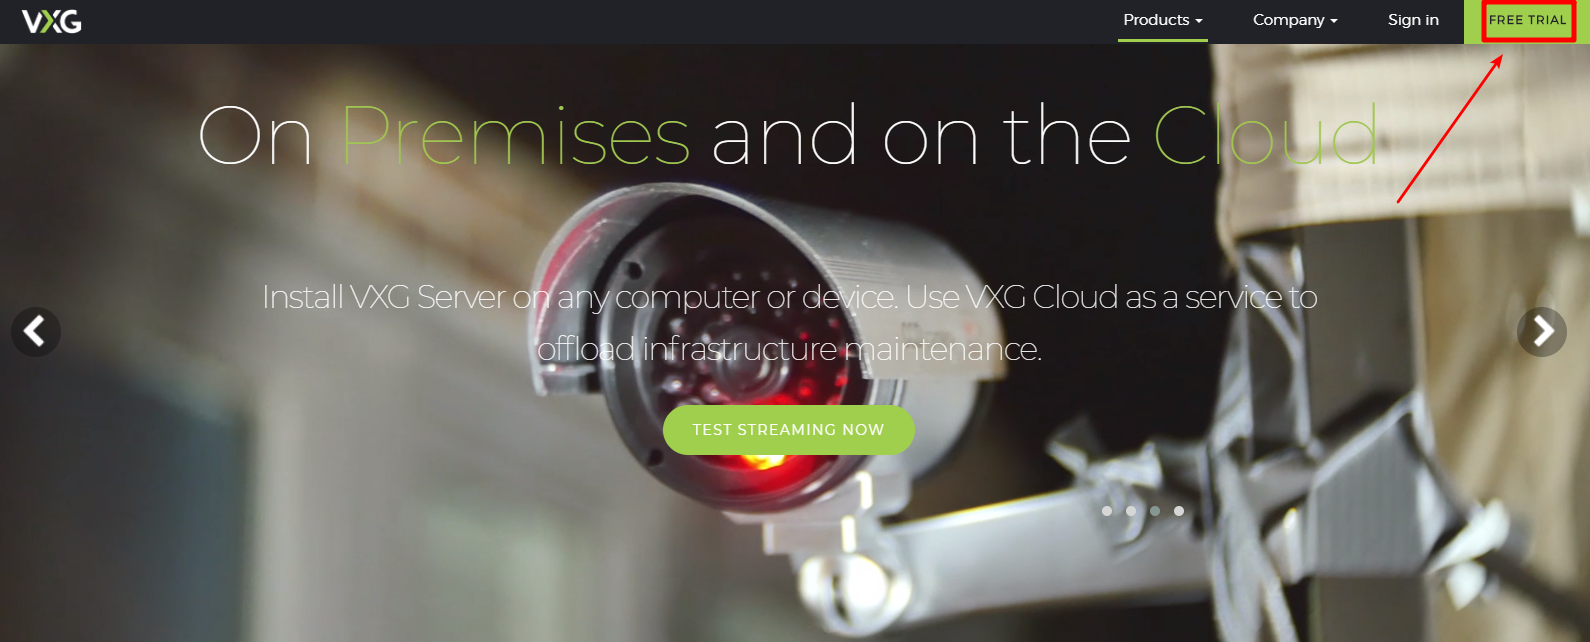 VXG
Products
Company
Sign in
FREE TRIAL
On Premises and on the Cloud
Install VXG Server on any computer or device. Use VXG Cloud as a service to
offload infrastructure maintenance.
TEST STREAMING NOW